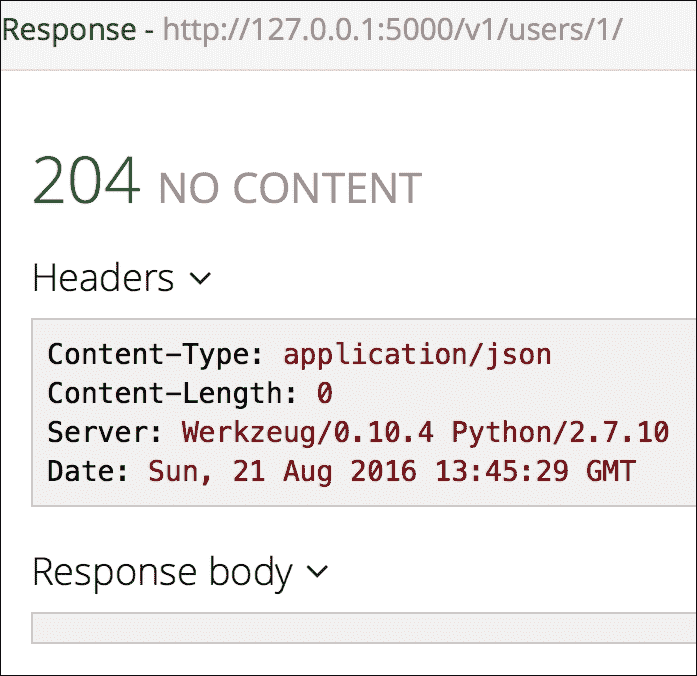 Response - http://127.0.0.1:5000/v1/users/1/
204 NO CONTENT
Headers
Content-Type: application/json
Content-Length: 0
Server: Werkzeug/0.10.4 Python/2.7.10
Date: Sun, 21 Aug 2016 13:45:29 GMT
Response body